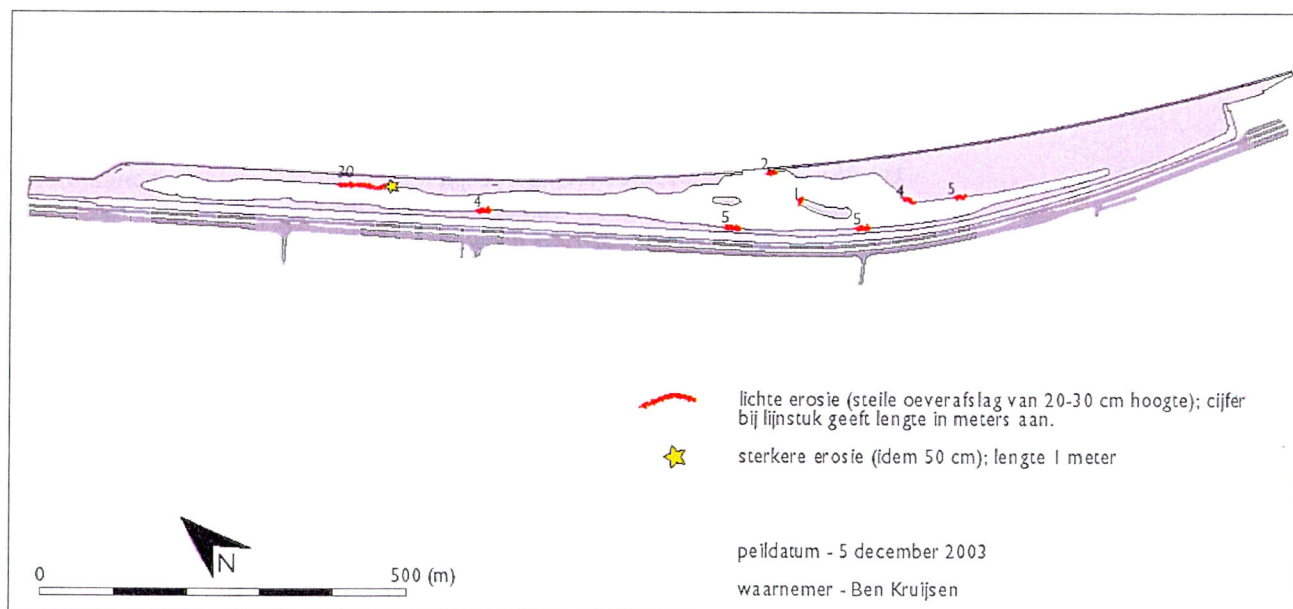 30
2
4
5
1
4
5
5
lichte erosie (steile oeverafslag van 20-30 cm hoogte); cijfer
bij lijnstuk geeft lengte in meters aan.
sterkere erosie (idem 50 cm); lengte 1 meter
N
0 500 (m)
peildatum - 5 december 2003
waarnemer - Ben Kruijsen